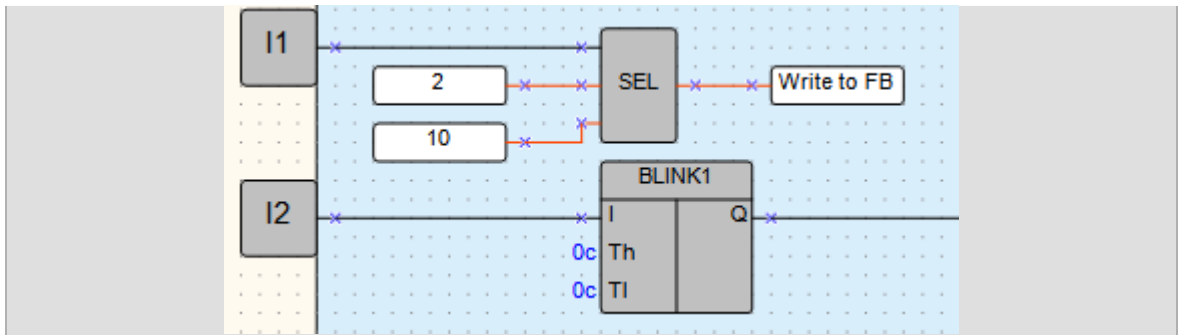 I1
2
SEL
Write to FB
10
BLINK1
I2
I
Q
0c Th
0c Tl